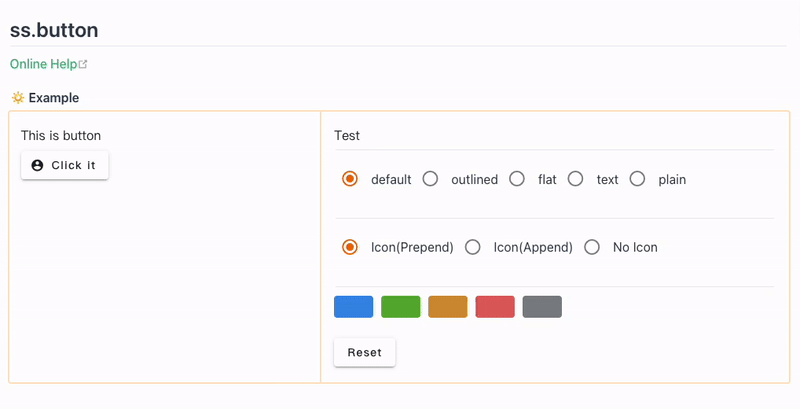 ss.button
Online Help
Example
This is button
Click it
Test
default outlined flat text plain
Icon(Prepend) Icon(Append) No Icon
Reset